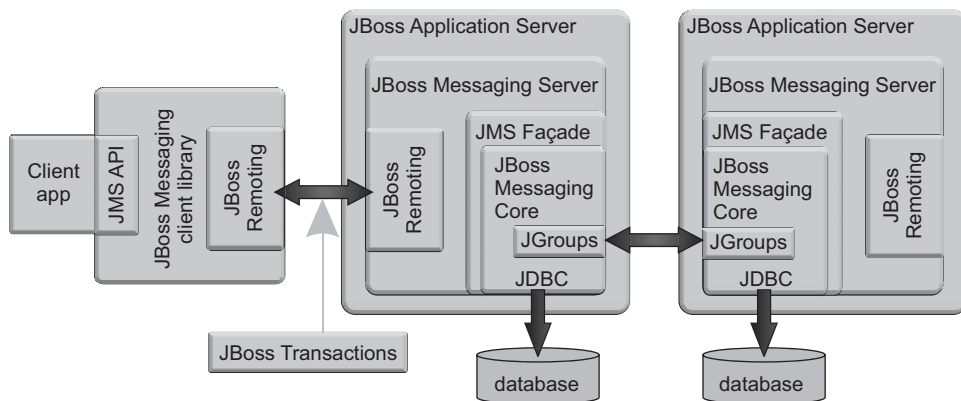 JBoss Application Server
JBoss Messaging Server
JMS Façade
JBoss
Messaging
Core
JGroups
JDBC
JBoss
Remoting
Client
app
JMS API
JBoss Messaging
client library
JBoss
Remoting
JBoss Transactions
database
JBoss Application Server
JBoss Messaging Server
JMS Façade
JBoss
Messaging
Core
JGroups
JDBC
JBoss
Remoting
database